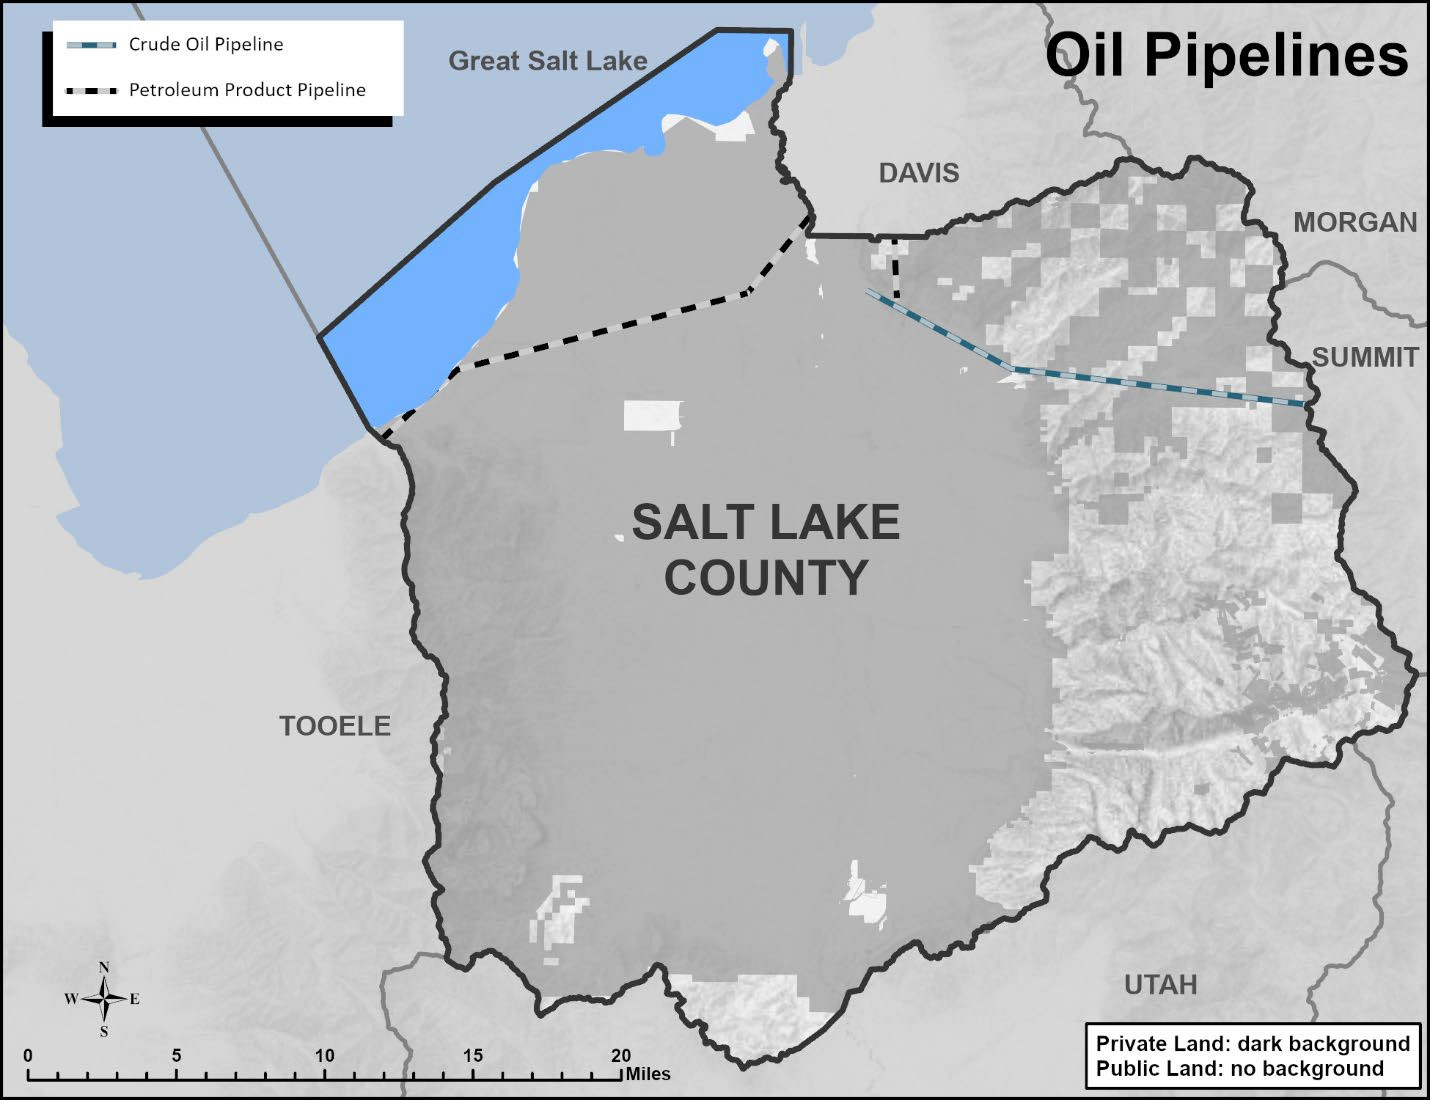 Oil Pipelines
Crude Oil Pipeline
Petroleum Product Pipeline
Great Salt Lake
DAVIS
MORGAN
SUMMIT
SALT LAKE
COUNTY
TOOELE
UTAH
N
W E
S
0 5 10 15 20
Miles
Private Land: dark background
Public Land: no background